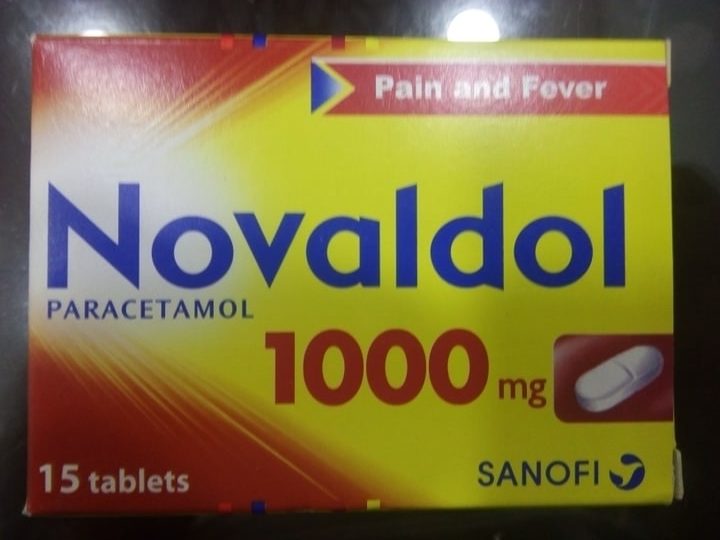 Pain and Fever
Novaldol
PARACETAMOL
1000 mg
15 tablets
SANOFI